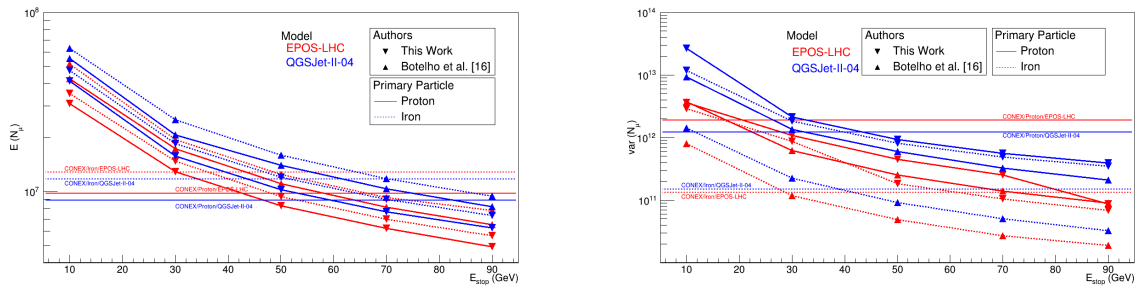 10⁸
10⁷
E (Nμ)
Model
EPOS-LHC
QGSJet-II-04
Authors
This Work
Botelho et al. [16]
Primary Particle
Proton
Iron
CONEX/Iron/EPOS-LHC
CONEX/Iron/QGSJet-II-04
CONEX/Proton/EPOS-LHC
CONEX/Proton/QGSJet-II-04
10 20 30 40 50 60 70 80 90
E_stop (GeV)
10¹⁴
10¹³
10¹²
10¹¹
var (Nμ)
Model
EPOS-LHC
QGSJet-II-04
Authors
This Work
Botelho et al. [16]
Primary Particle
Proton
Iron
CONEX/Proton/EPOS-LHC
CONEX/Proton/QGSJet-II-04
CONEX/Iron/QGSJet-II-04
CONEX/Iron/EPOS-LHC
10 20 30 40 50 60 70 80 90
E_stop (GeV)